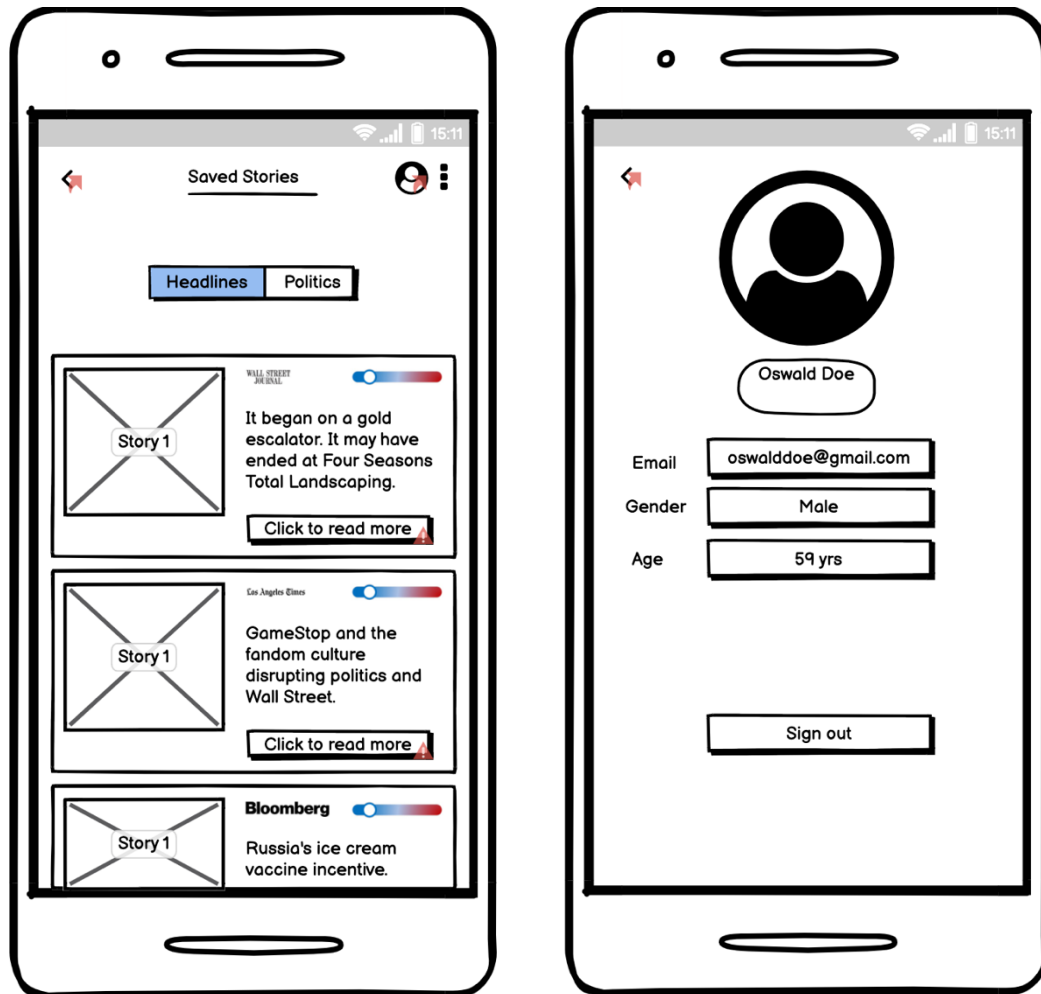 15:11
Saved Stories
Headlines Politics
WALL STREET
JOURNAL
Story 1
It began on a gold
escalator. It may have
ended at Four Seasons
Total Landscaping.
Click to read more
Los Angeles Times
Story 1
GameStop and the
fandom culture
disrupting politics and
Wall Street.
Click to read more
Bloomberg
Story 1
Russia's ice cream
vaccine incentive.
15:11
Oswald Doe
Email oswalddoe@gmail.com
Gender Male
Age 59 yrs
Sign out